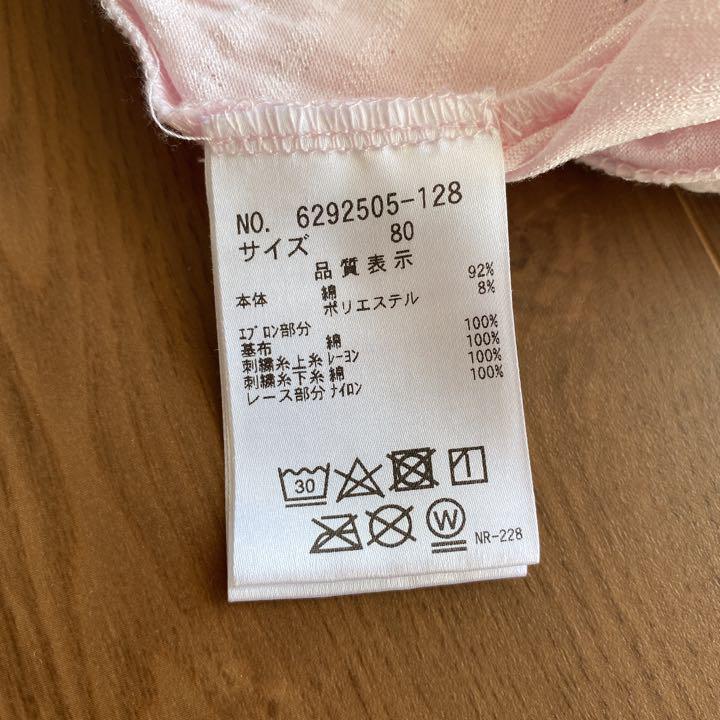 NO. 6292505-128
サイズ 80
品質表示
本体 綿 92%
ポリエステル 8%
エプロン部分
基布 綿 100%
刺繍糸上糸 レーヨン 100%
刺繍糸下糸 綿 100%
レース部分 ナイロン 100%
30
W
NR-228